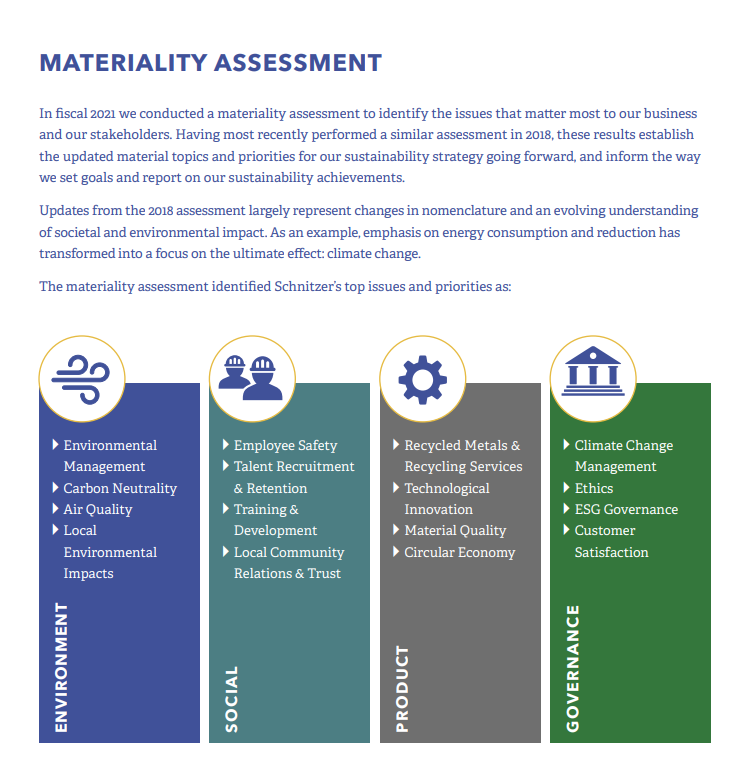 MATERIALITY ASSESSMENT
In fiscal 2021 we conducted a materiality assessment to identify the issues that matter most to our business
and our stakeholders. Having most recently performed a similar assessment in 2018, these results establish
the updated material topics and priorities for our sustainability strategy going forward, and inform the way
we set goals and report on our sustainability achievements.
Updates from the 2018 assessment largely represent changes in nomenclature and an evolving understanding
of societal and environmental impact. As an example, emphasis on energy consumption and reduction has
transformed into a focus on the ultimate effect: climate change.
The materiality assessment identified Schnitzer's top issues and priorities as:
Environmental
Management
Carbon Neutrality
Air Quality
Local
Environmental
Impacts
ENVIRONMENT
Employee Safety
Talent Recruitment
& Retention
Training &
Development
Local Community
Relations & Trust
SOCIAL
Recycled Metals &
Recycling Services
Technological
Innovation
Material Quality
Circular Economy
PRODUCT
Climate Change
Management
Ethics
ESG Governance
Customer
Satisfaction
GOVERNANCE